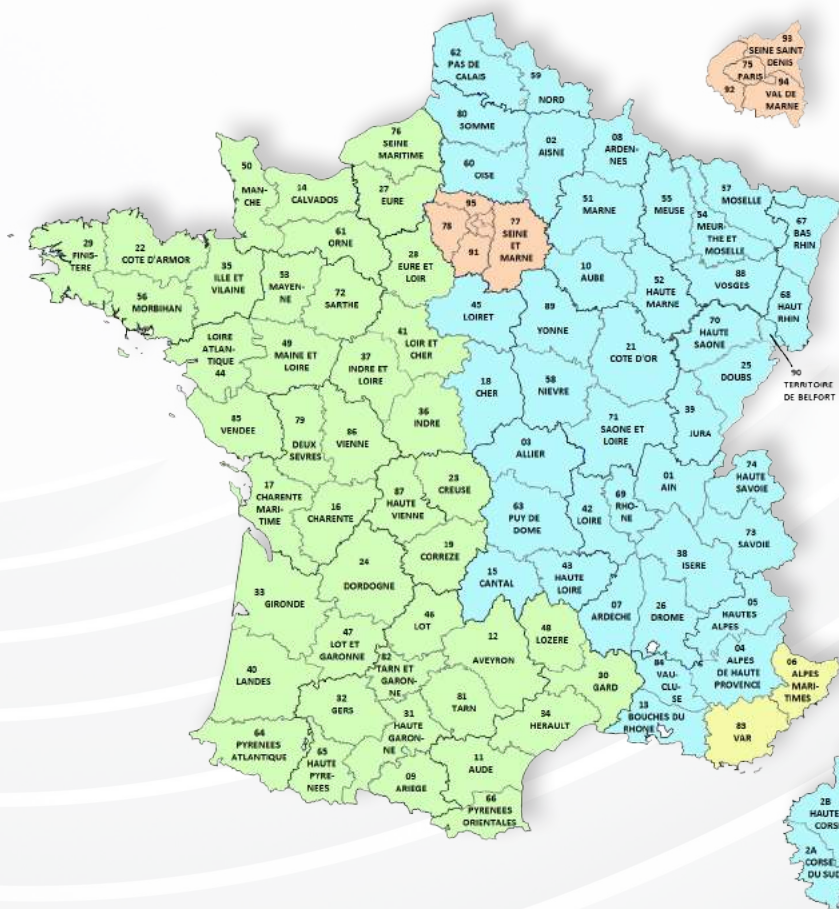 93
SEINE SAINT
DENIS
75
PARIS
94
VAL DE
MARNE
92
62
PAS DE
CALAIS
59
NORD
80
SOMME
76
SEINE
MARITIME
02
AISNE
08
ARDEN-
NES
60
OISE
50
MAN-
CHE
14
CALVADOS
27
EURE
95
78
91
77
SEINE
ET
MARNE
51
MARNE
55
MEUSE
57
MOSELLE
54
MEUR-
THE ET
MOSELLE
67
BAS
RHIN
29
FINIS-
TERE
22
COTE D'ARMOR
61
ORNE
28
EURE ET
LOIR
35
ILLE ET
VILAINE
53
MAYEN-
NE
56
MORBIHAN
72
SARTHE
10
AUBE
52
HAUTE
MARNE
88
VOSGES
68
HAUT
RHIN
45
LOIRET
89
YONNE
70
HAUTE
SAONE
LOIRE
ATLAN-
TIQUE
44
49
MAINE ET
LOIRE
37
INDRE ET
LOIRE
41
LOIR ET
CHER
21
COTE D'OR
25
DOUBS
90
TERRITOIRE
DE BELFORT
18
CHER
58
NIEVRE
85
VENDEE
79
DEUX
SEVRES
86
VIENNE
36
INDRE
71
SAONE ET
LOIRE
39
JURA
03
ALLIER
17
CHARENTE
MARI-
TIME
16
CHARENTE
87
HAUTE
VIENNE
23
CREUSE
63
PUY DE
DOME
42
LOIRE
69
RHO-
NE
01
AIN
74
HAUTE
SAVOIE
73
SAVOIE
19
CORREZE
24
DORDOGNE
15
CANTAL
43
HAUTE
LOIRE
38
ISERE
33
GIRONDE
46
LOT
48
LOZERE
07
ARDECHE
26
DROME
05
HAUTES
ALPES
47
LOT ET
GARONNE
82
TARN ET
GARON-
NE
12
AVEYRON
04
ALPES
DE HAUTE
PROVENCE
06
ALPES
MARI-
TIMES
40
LANDES
32
GERS
81
TARN
30
GARD
84
VAU-
CLU-
SE
31
HAUTE
GARON-
NE
34
HERAULT
13
BOUCHES DU
RHONE
83
VAR
64
PYRENEES
ATLANTIQUE
65
HAUTE
PYRE-
NEES
09
ARIEGE
11
AUDE
66
PYRENEES
ORIENTALES
2B
HAUTE
CORS
2A
CORSE
DU SUD